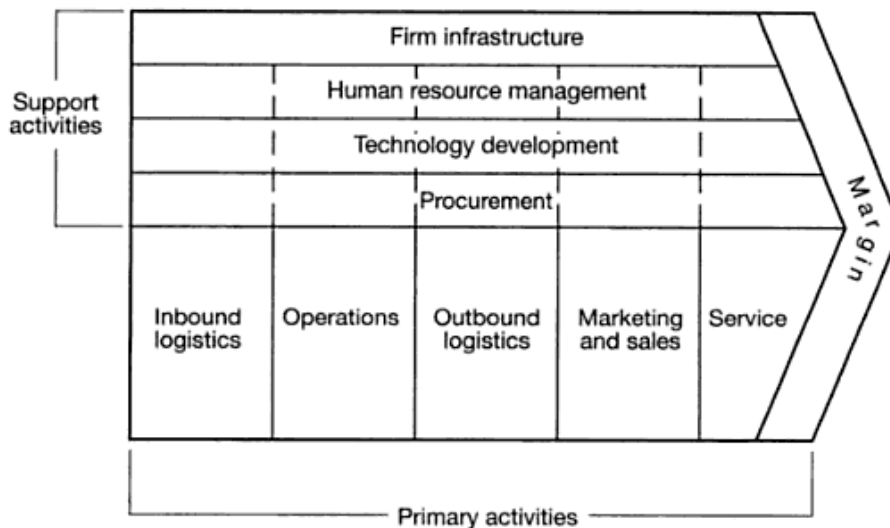 Firm infrastructure
Human resource management
Support
activities
Technology development
Procurement
Margin
Inbound
logistics
Operations
Outbound
logistics
Marketing
and sales
Service
Primary activities